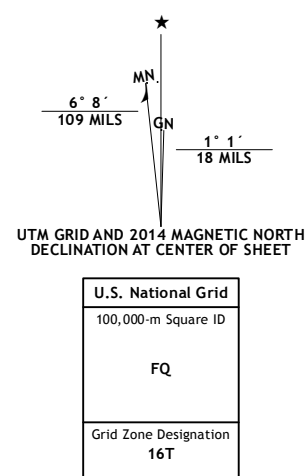 ★
MN.
GN
6° 8´
109 MILS
1° 1´
18 MILS
UTM GRID AND 2014 MAGNETIC NORTH
DECLINATION AT CENTER OF SHEET
U.S. National Grid
100,000-m Square ID
FQ
Grid Zone Designation
16T